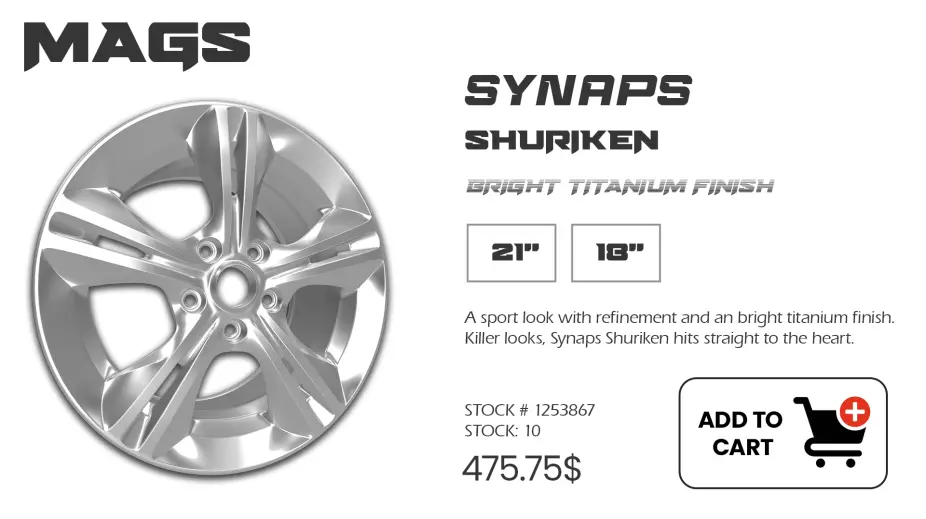 MAGS
SYNAPS
SHURIKEN
BRIGHT TITANIUM FINISH
21"
18"
A sport look with refinement and an bright titanium finish.
Killer looks, Synaps Shuriken hits straight to the heart.
STOCK # 1253867
STOCK: 10
475.75$
ADD TO
CART